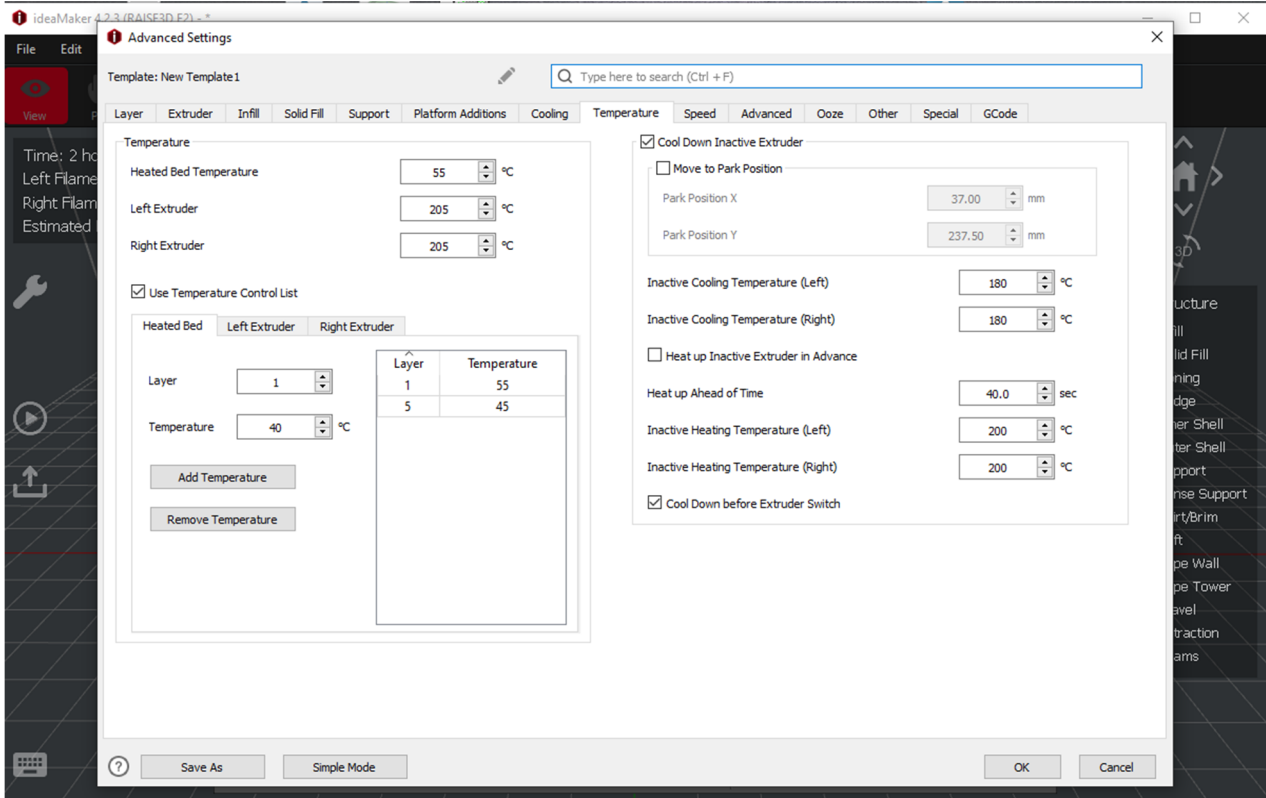 ideaMaker 4.2.3 (RAISE3D E2) - *
File Edit
View
Time: 2 ho
Left Filame
Right Filam
Estimated
Advanced Settings
Template: New Template1
Type here to search (Ctrl + F)
Layer Extruder Infill Solid Fill Support Platform Additions Cooling Temperature Speed Advanced Ooze Other Special GCode
Temperature
Heated Bed Temperature 55 ℃
Left Extruder 205 ℃
Right Extruder 205 ℃
Use Temperature Control List
Heated Bed Left Extruder Right Extruder
Layer 1
Temperature 40 ℃
Add Temperature
Remove Temperature
Layer Temperature
1 55
5 45
Cool Down Inactive Extruder
Move to Park Position
Park Position X 37.00 mm
Park Position Y 237.50 mm
Inactive Cooling Temperature (Left) 180 ℃
Inactive Cooling Temperature (Right) 180 ℃
Heat up Inactive Extruder in Advance
Heat up Ahead of Time 40.0 sec
Inactive Heating Temperature (Left) 200 ℃
Inactive Heating Temperature (Right) 200 ℃
Cool Down before Extruder Switch
3D
ucture
ill
lid Fill
ning
dge
ner Shell
ter Shell
pport
nse Support
irt/Brim
ft
pe Wall
pe Tower
avel
traction
ams
? Save As Simple Mode OK Cancel